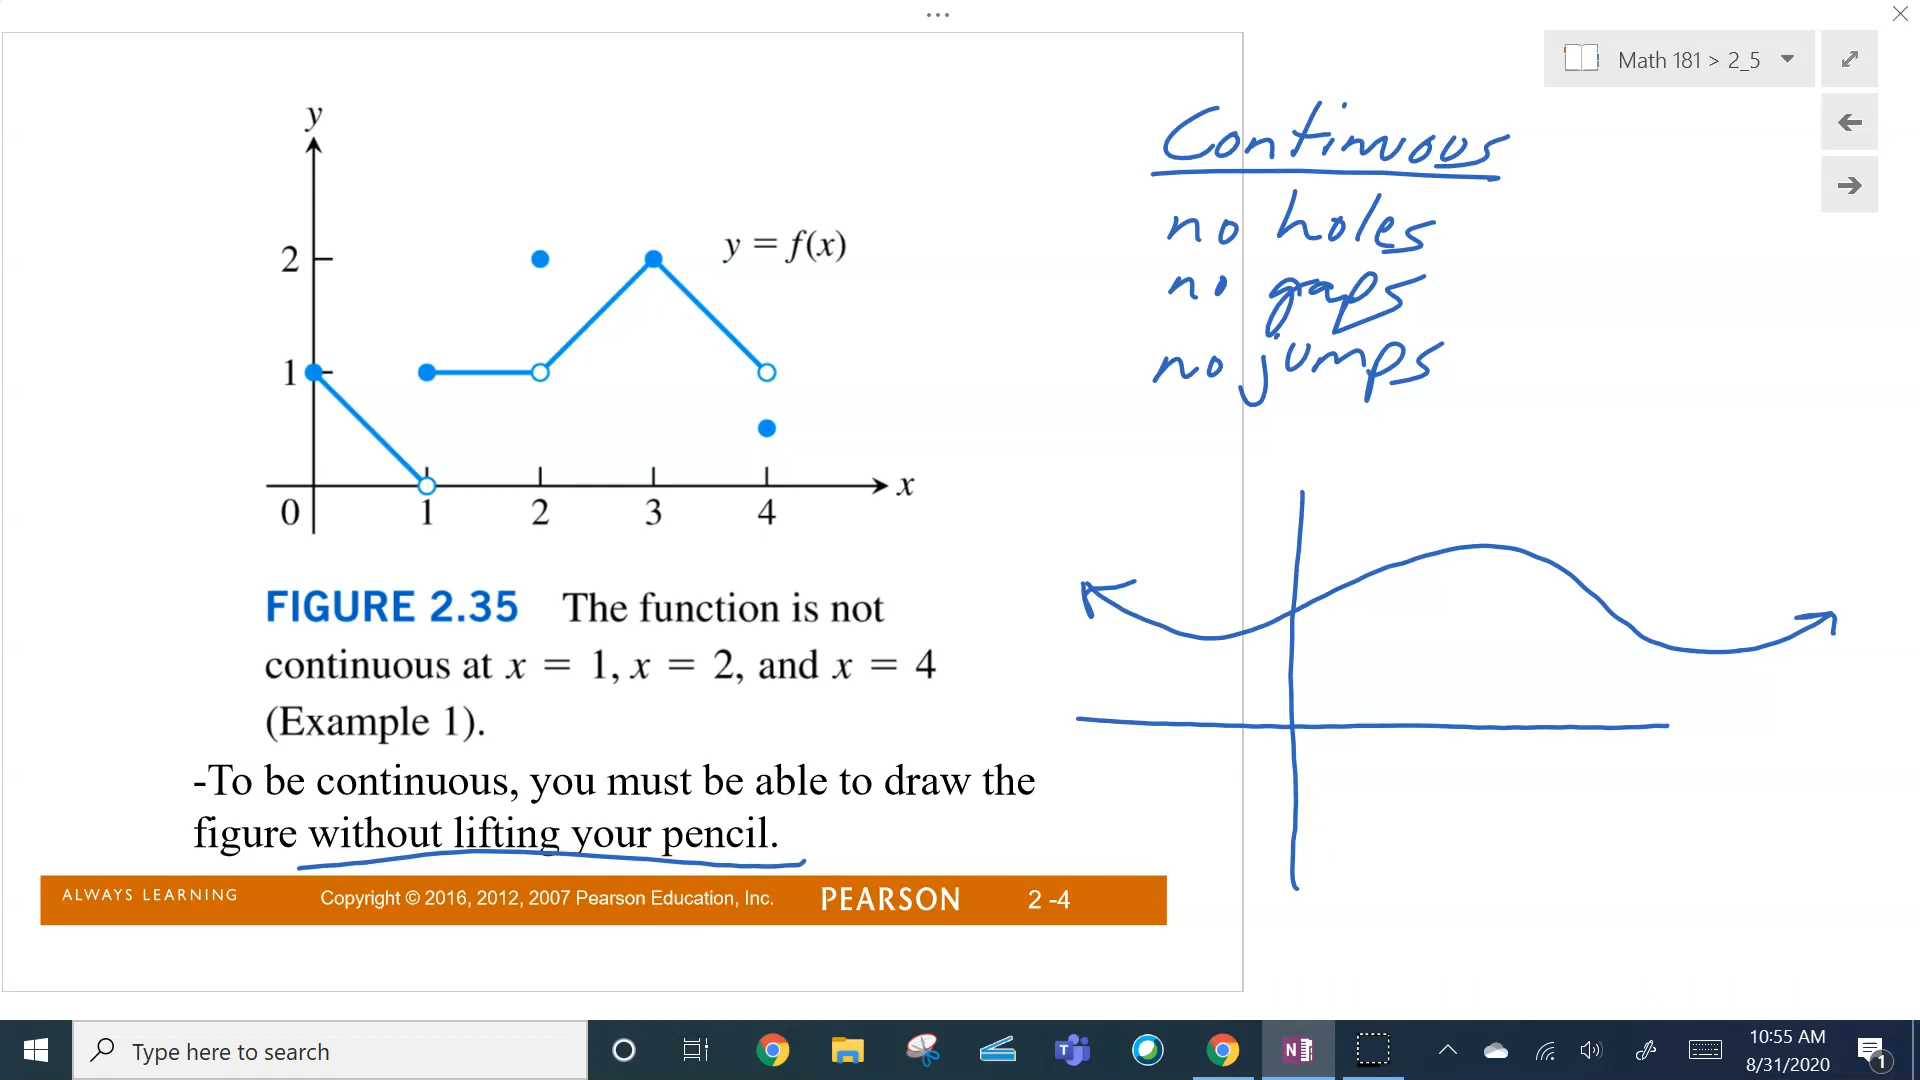 Math 181 > 2_5
y
2
y = f(x)
1
0
1
2
3
4
x
FIGURE 2.35 The function is not
continuous at x = 1, x = 2, and x = 4
(Example 1).
-To be continuous, you must be able to draw the
figure without lifting your pencil.
ALWAYS LEARNING Copyright © 2016, 2012, 2007 Pearson Education, Inc. PEARSON 2 -4
Continuous
no holes
no gaps
no jumps
Type here to search
10:55 AM
8/31/2020
1